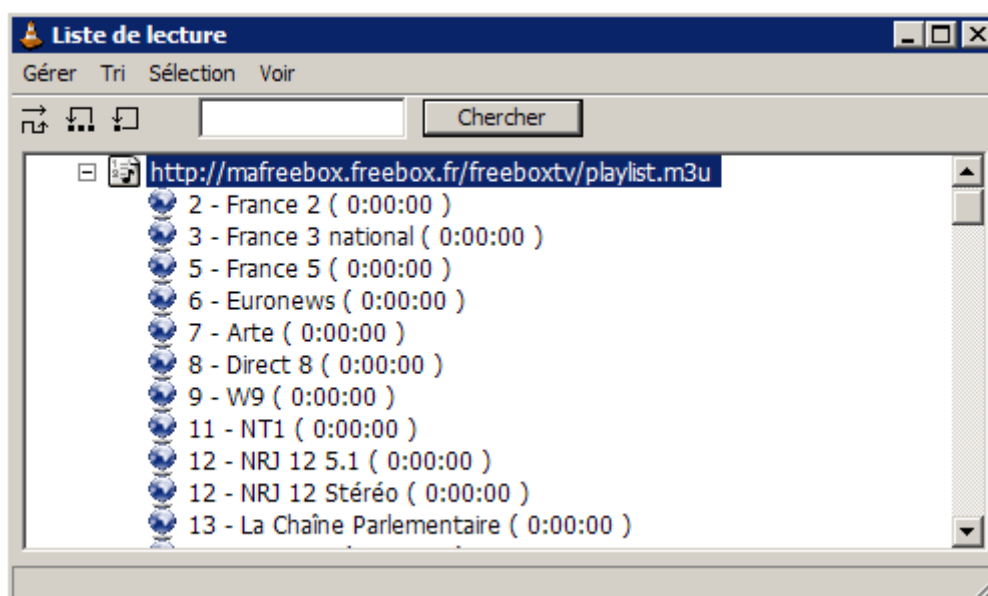 Liste de lecture
Gérer Tri Sélection Voir
Chercher
http://mafreebox.freebox.fr/freeboxtv/playlist.m3u
2 - France 2 ( 0:00:00 )
3 - France 3 national ( 0:00:00 )
5 - France 5 ( 0:00:00 )
6 - Euronews ( 0:00:00 )
7 - Arte ( 0:00:00 )
8 - Direct 8 ( 0:00:00 )
9 - W9 ( 0:00:00 )
11 - NT1 ( 0:00:00 )
12 - NRJ 12 5.1 ( 0:00:00 )
12 - NRJ 12 Stéréo ( 0:00:00 )
13 - La Chaîne Parlementaire ( 0:00:00 )